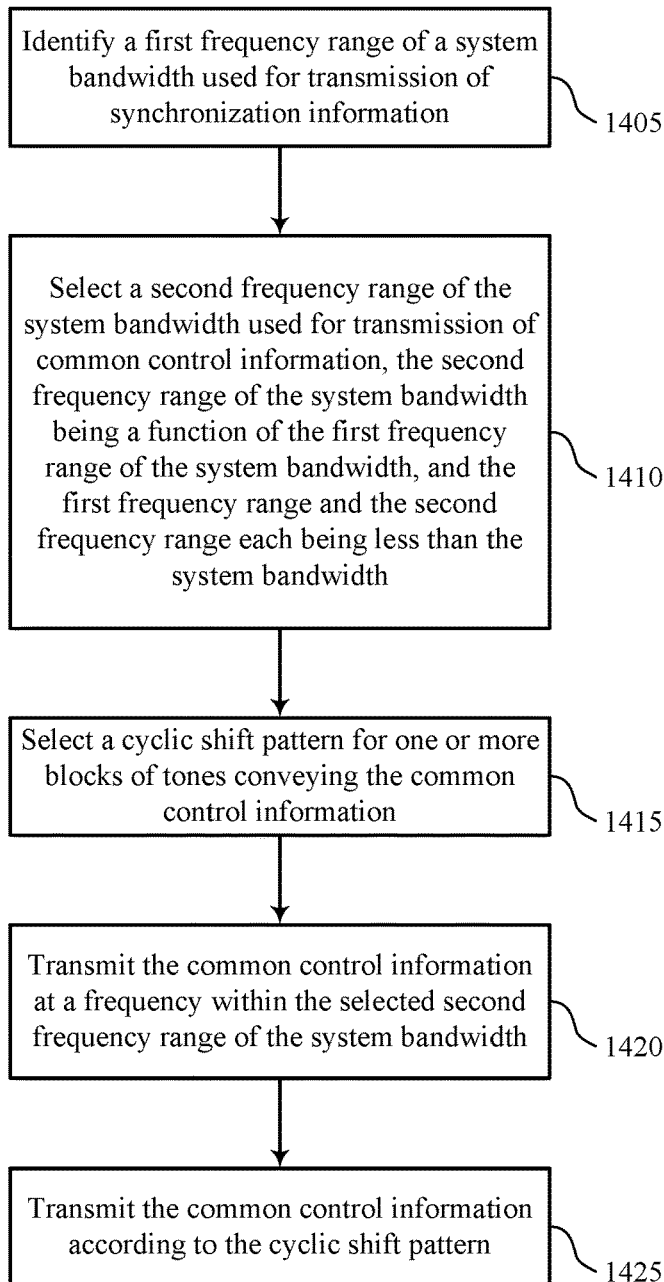 Identify a first frequency range of a system
bandwidth used for transmission of
synchronization information
1405
Select a second frequency range of the
system bandwidth used for transmission of
common control information, the second
frequency range of the system bandwidth
being a function of the first frequency
range of the system bandwidth, and the
first frequency range and the second
frequency range each being less than the
system bandwidth
1410
Select a cyclic shift pattern for one or more
blocks of tones conveying the common
control information
1415
Transmit the common control information
at a frequency within the selected second
frequency range of the system bandwidth
1420
Transmit the common control information
according to the cyclic shift pattern
1425